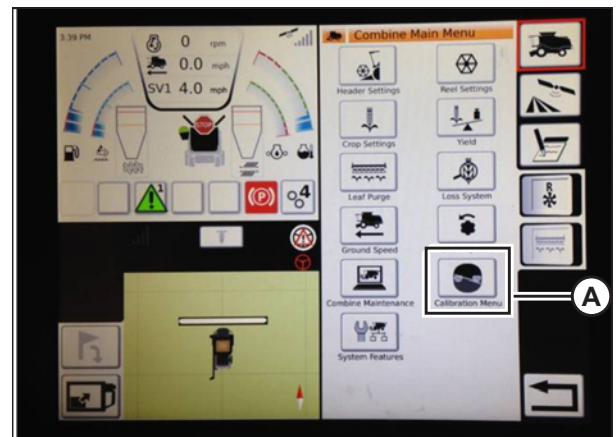 3:39 PM
0 rpm
0.0 mph
SV1 4.0 mph
STOP
1
(P)
4
Combine Main Menu
Header Settings
Reel Settings
Crop Settings
Yield
Leaf Purge
Loss System
Ground Speed
Combine Maintenance
Calibration Menu
System Features
R
A